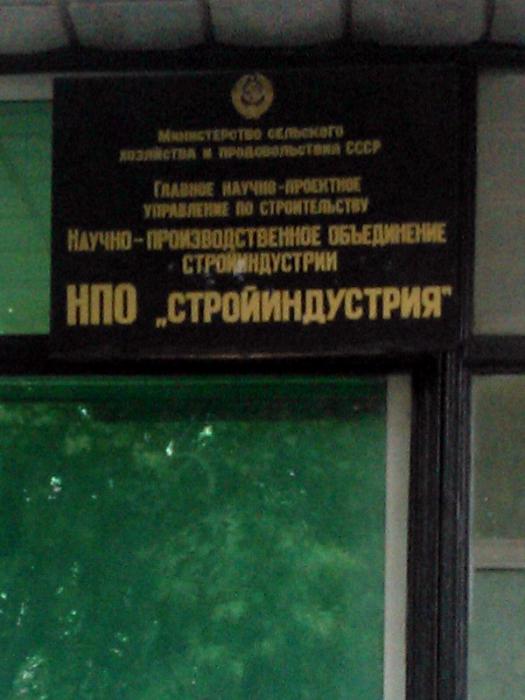 Министерство сельского
хозяйства и продовольствия СССР
Главное научно-проектное
управление по строительству
Научно-производственное объединение
стройиндустрии
НПО „СТРОЙИНДУСТРИЯ"